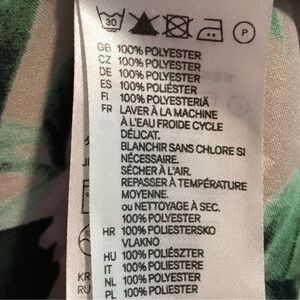 30
P
GB 100% POLYESTER
CZ 100% POLYESTER
DE 100% POLYESTER
ES 100% POLIÉSTER
FI 100% POLYESTERIÄ
FR LAVER À LA MACHINE
À L'EAU FROIDE CYCLE
DÉLICAT.
BLANCHIR SANS CHLORE SI
NÉCESSAIRE.
SÉCHER À L'AIR.
REPASSER À TEMPÉRATURE
MOYENNE.
ou NETTOYAGE À SEC.
100% POLYESTER
HR 100% POLIESTERSKO
VLAKNO
HU 100% POLIÉSZTER
IT 100% POLIESTERE
NL 100% POLYESTER
PL 100% POLIESTER
KR
RU